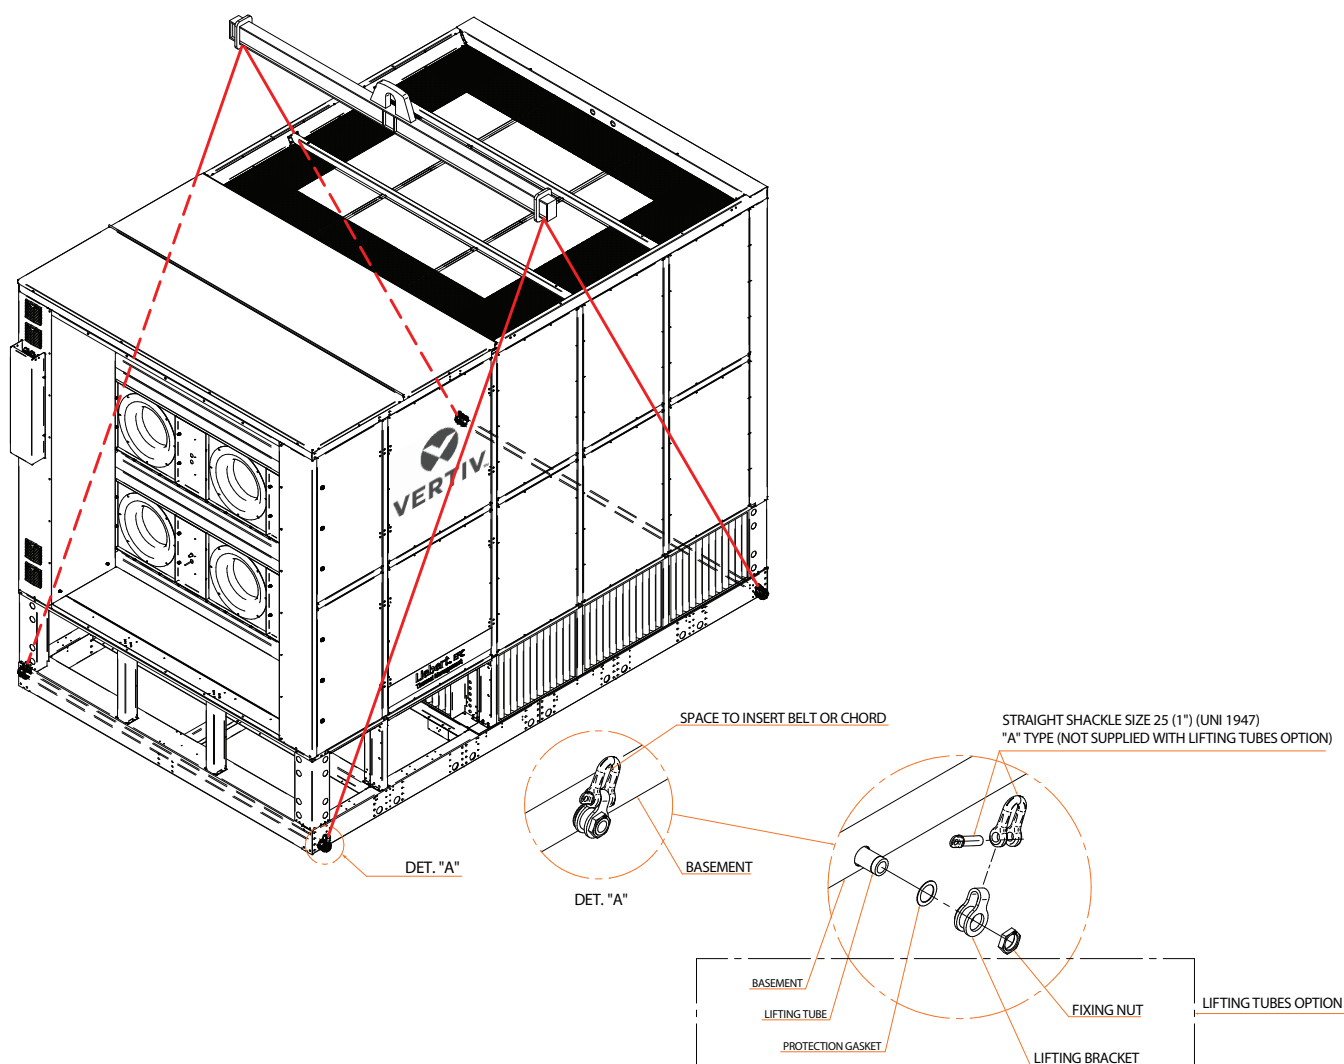 VERTIV™
Liebert® EFC
SPACE TO INSERT BELT OR CHORD
STRAIGHT SHACKLE SIZE 25 (1") (UNI 1947)
"A" TYPE (NOT SUPPLIED WITH LIFTING TUBES OPTION)
DET. "A"
BASEMENT
DET. "A"
BASEMENT
LIFTING TUBE
PROTECTION GASKET
FIXING NUT
LIFTING BRACKET
LIFTING TUBES OPTION